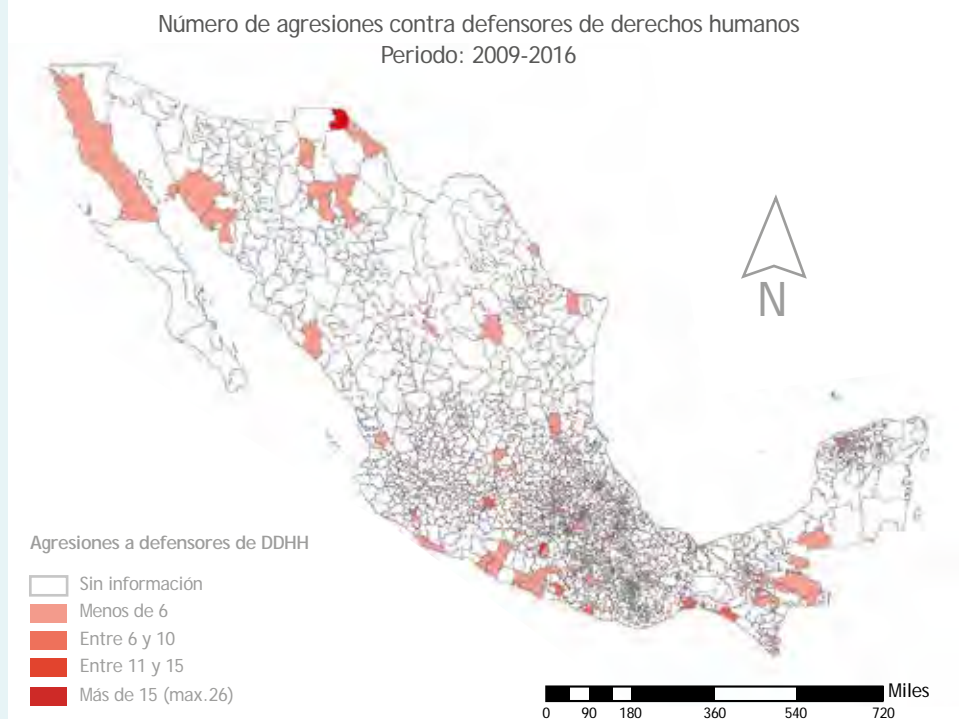 Número de agresiones contra defensores de derechos humanos
Periodo: 2009-2016
N
Agresiones a defensores de DDHH
Sin información
Menos de 6
Entre 6 y 10
Entre 11 y 15
Más de 15 (max.26)
Miles
0 90 180 360 540 720